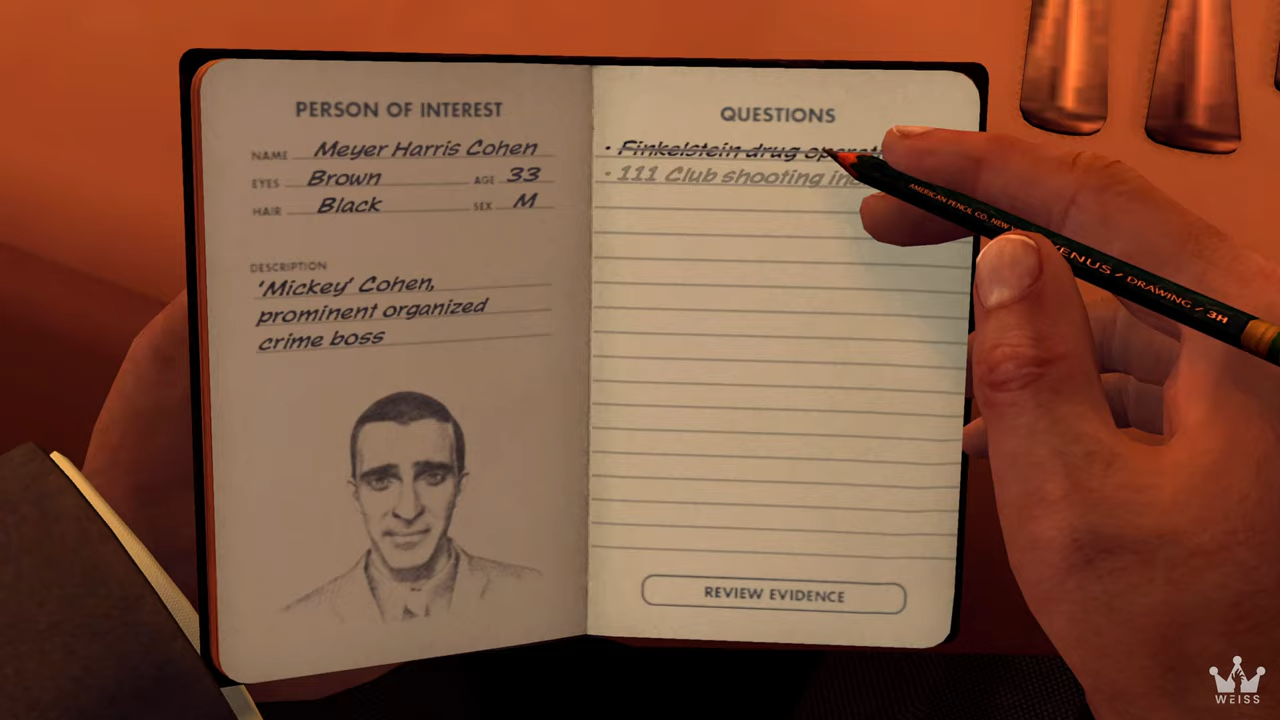 PERSON OF INTEREST
NAME Meyer Harris Cohen
EYES Brown AGE 33
HAIR Black SEX M
DESCRIPTION
'Mickey' Cohen,
prominent organized
crime boss
QUESTIONS
• Finkelstein drug
• 111 Club shooting
REVIEW EVIDENCE
AMERICAN PENCIL CO. NEW
VENUS / DRAWING / 3H
WEISS